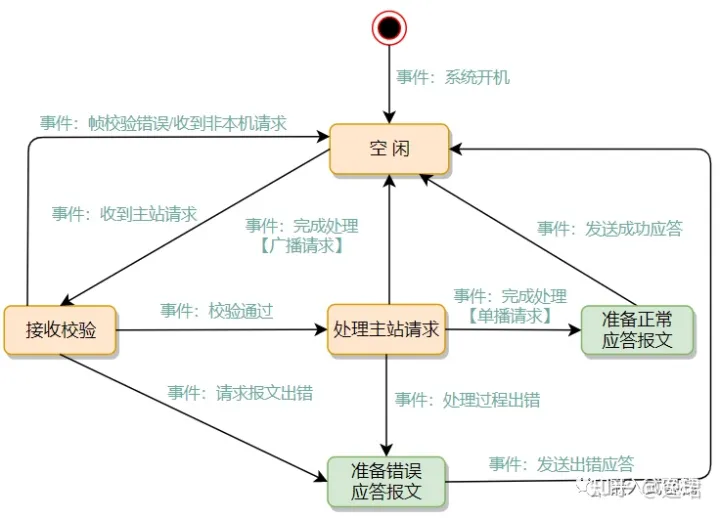 事件：系统开机
事件：帧校验错误/收到非本机请求
空 闲
事件：收到主站请求
事件：完成处理
【广播请求】
事件：发送成功应答
接收校验
事件：校验通过
处理主站请求
事件：完成处理
【单播请求】
准备正常
应答报文
事件：请求报文出错
事件：处理过程出错
准备错误
应答报文
事件：发送出错应答